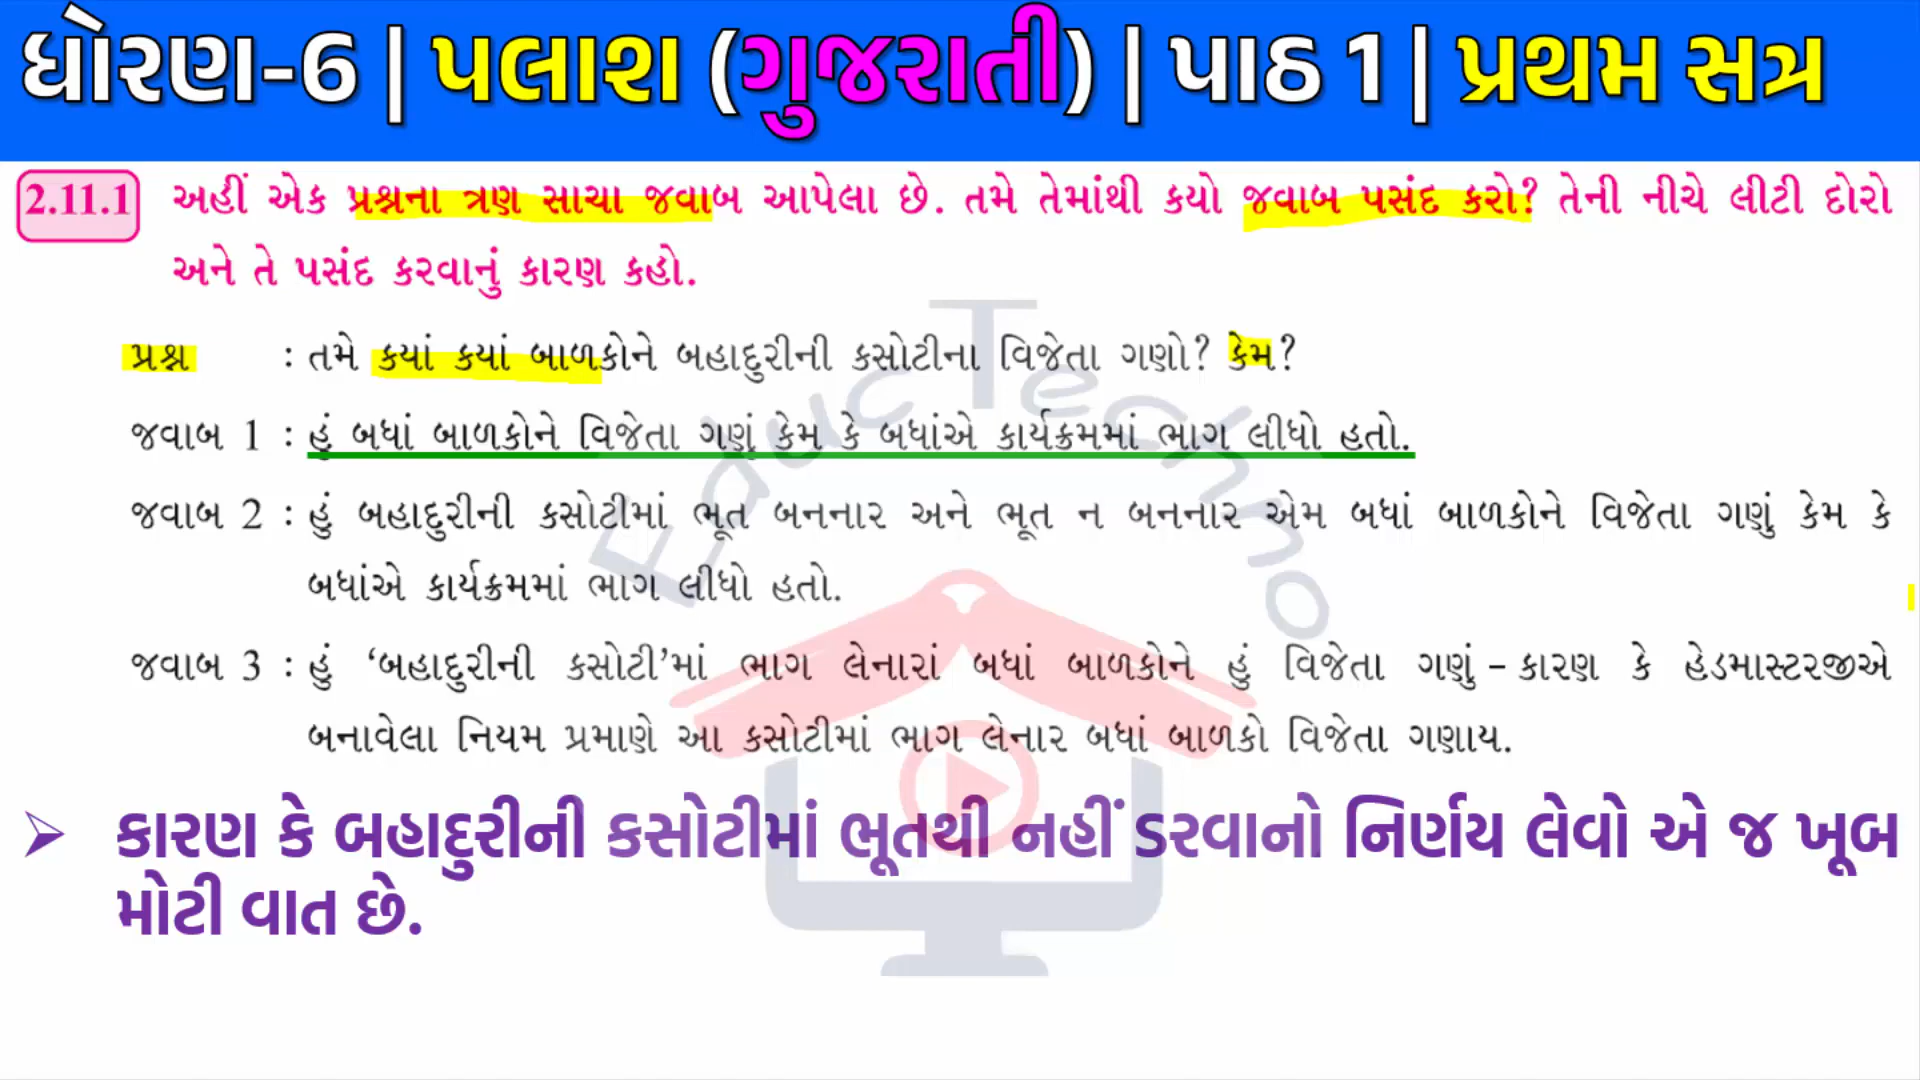 ધોરણ-6 | પલાશ (ગુજરાતી) | પાઠ 1 | પ્રથમ સત્ર
2.11.1 અહીં એક પ્રશ્નના ત્રણ સાચા જવાબ આપેલા છે. તમે તેમાંથી કયો જવાબ પસંદ કરો? તેની નીચે લીટી દોરો
અને તે પસંદ કરવાનું કારણ કહો.
પ્રશ્ન : તમે કયાં કયાં બાળકોને બહાદુરીની કસોટીના વિજેતા ગણો? કેમ?
જવાબ 1 : હું બધાં બાળકોને વિજેતા ગણું કેમ કે બધાંએ કાર્યક્રમમાં ભાગ લીધો હતો.
જવાબ 2 : હું બહાદુરીની કસોટીમાં ભૂત બનનાર અને ભૂત ન બનનાર એમ બધાં બાળકોને વિજેતા ગણું કેમ કે
બધાંએ કાર્યક્રમમાં ભાગ લીધો હતો.
જવાબ 3 : હું ‘બહાદુરીની કસોટી’માં ભાગ લેનારાં બધાં બાળકોને હું વિજેતા ગણું – કારણ કે હેડમાસ્ટરજીએ
બનાવેલા નિયમ પ્રમાણે આ કસોટીમાં ભાગ લેનાર બધાં બાળકો વિજેતા ગણાય.
➢ કારણ કે બહાદુરીની કસોટીમાં ભૂતથી નહીં ડરવાનો નિર્ણય લેવો એ જ ખૂબ
મોટી વાત છે.
EducTechno